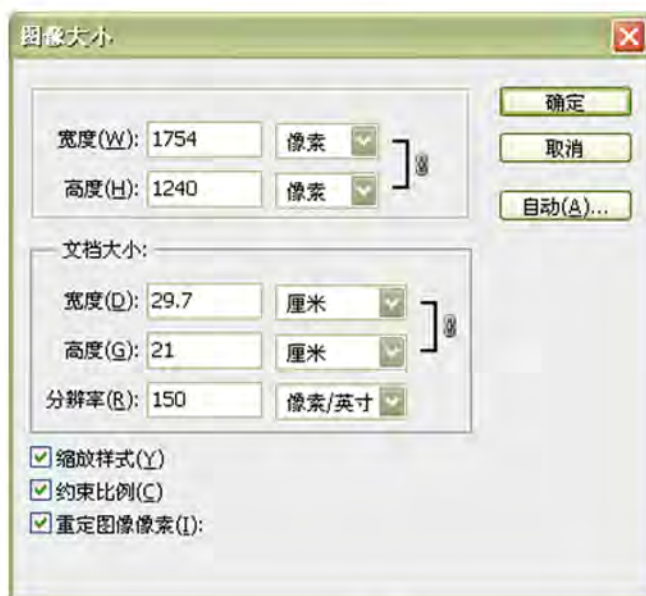 图像大小
确定
宽度(W): 1754 像素
取消
高度(H): 1240 像素
自动(A)...
文档大小:
宽度(D): 29.7 厘米
高度(G): 21 厘米
分辨率(R): 150 像素/英寸
缩放样式(Y)
约束比例(C)
重定图像像素(I):